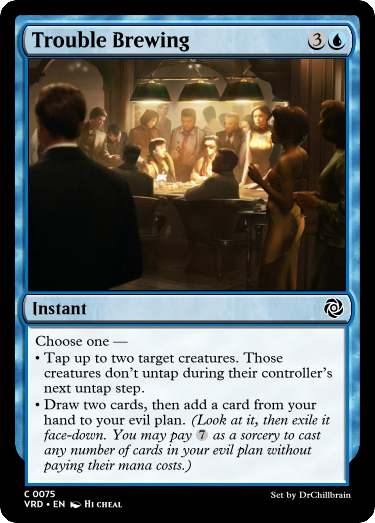 Trouble Brewing 3
Instant
Choose one —
• Tap up to two target creatures. Those
creatures don't untap during their controller's
next untap step.
• Draw two cards, then add a card from your
hand to your evil plan. (Look at it, then exile it
face-down. You may pay 7 as a sorcery to cast
any number of cards in your evil plan without
paying their mana costs.)
C 0075
VRD • EN Hi cheal
Set by DrChillbrain